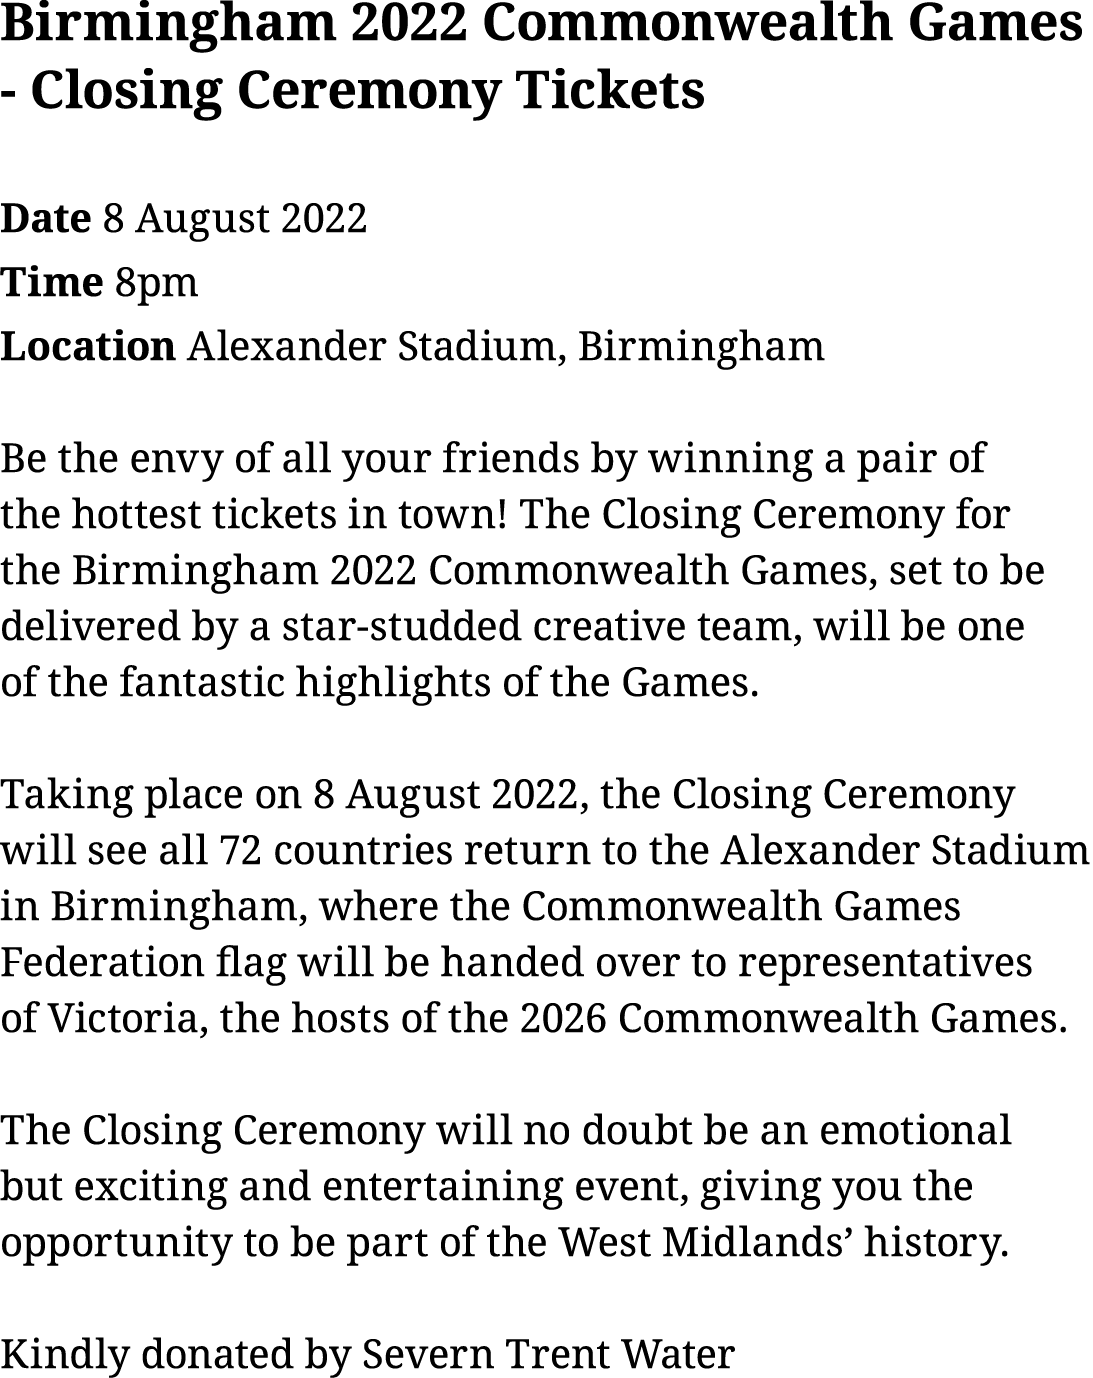 Birmingham 2022 Commonwealth Games
- Closing Ceremony Tickets
Date 8 August 2022
Time 8pm
Location Alexander Stadium, Birmingham
Be the envy of all your friends by winning a pair of
the hottest tickets in town! The Closing Ceremony for
the Birmingham 2022 Commonwealth Games, set to be
delivered by a star-studded creative team, will be one
of the fantastic highlights of the Games.
Taking place on 8 August 2022, the Closing Ceremony
will see all 72 countries return to the Alexander Stadium
in Birmingham, where the Commonwealth Games
Federation flag will be handed over to representatives
of Victoria, the hosts of the 2026 Commonwealth Games.
The Closing Ceremony will no doubt be an emotional
but exciting and entertaining event, giving you the
opportunity to be part of the West Midlands’ history.
Kindly donated by Severn Trent Water